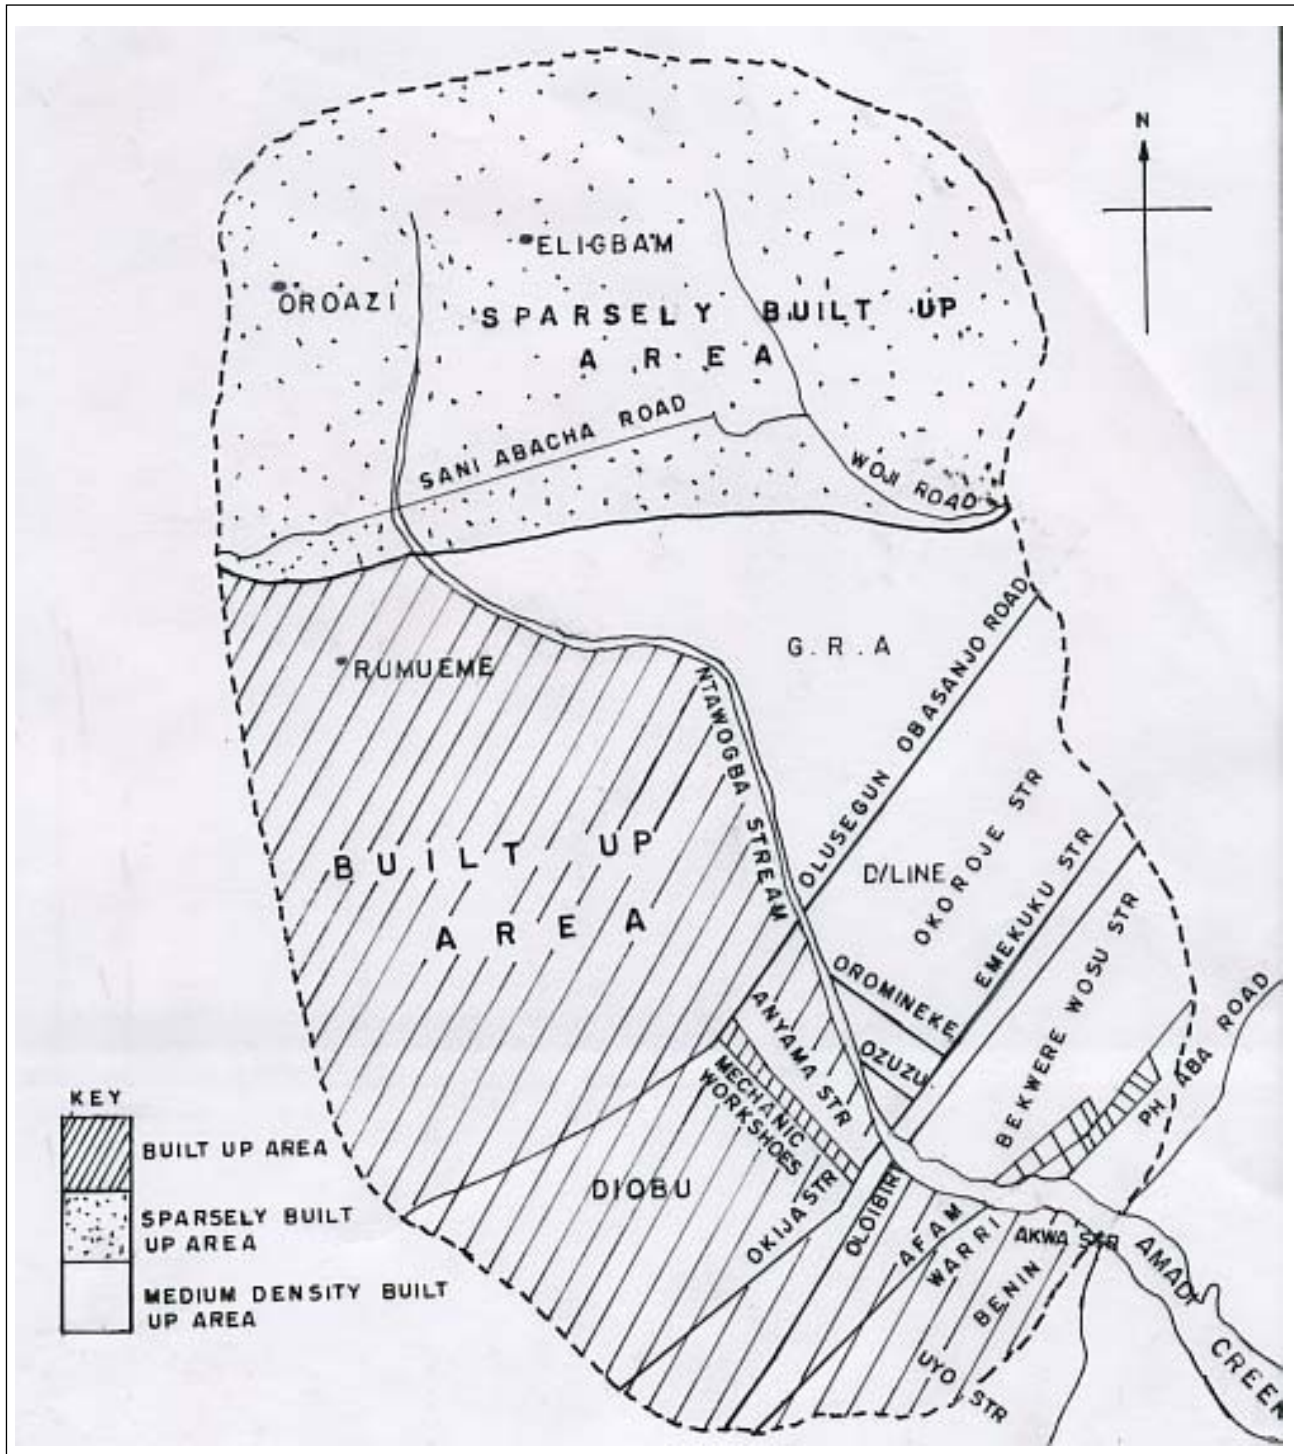 N
ELIGBAM
OROAZI
SPARSELY BUILT UP
AREA
SANI ABACHA ROAD
WOJI ROAD
G.R.A
RUMUEME
NTAWOGBA STREAM
OLUSEGUN OBASANJO ROAD
BUILT UP
AREA
D/LINE
OKOROJE STR
EMEKUKU STR
OROMINEKE
OZUZU
BEKWERE WOSU STR
PH ABA ROAD
ANYAMA STR
MECHANIC
WORKSHOES
DIOBU
OKIJA STR
OLOIBIRI
AFAM
WARRI
AKWA STR
BENIN
UYO STR
AMADI CREEK
KEY
BUILT UP AREA
SPARSELY BUILT
UP AREA
MEDIUM DENSITY BUILT
UP AREA